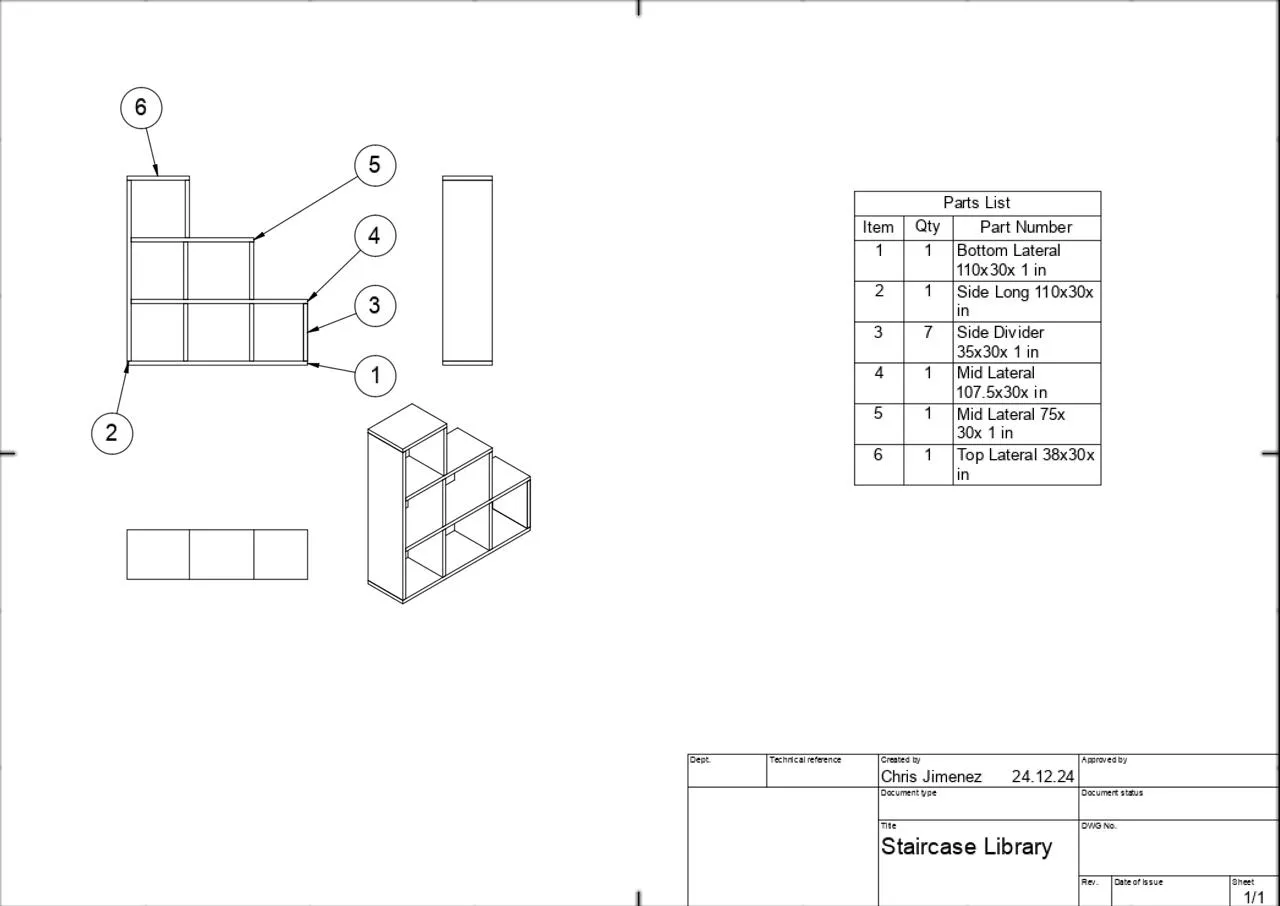 6
5
4
3
1
2
Parts List
Item Qty Part Number
1 1 Bottom Lateral
110x30x 1 in
2 1 Side Long 110x30x
in
3 7 Side Divider
35x30x 1 in
4 1 Mid Lateral
107.5x30x in
5 1 Mid Lateral 75x
30x 1 in
6 1 Top Lateral 38x30x
in
Dept. Technical reference Created by Approved by
Chris Jimenez 24.12.24
Document type Document status
Title DWG No.
Staircase Library
Rev. Date of issue Sheet
1/1